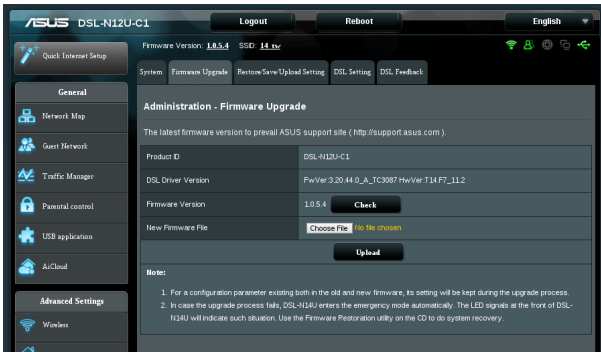 ASUS DSL-N12U-C1 Logout Reboot English
Quick Internet Setup
General
Network Map
Guest Network
Traffic Manager
Parental control
USB application
AiCloud
Advanced Settings
Wireless
Firmware Version: 1.0.5.4 SSID: 14_tw
System Firmware Upgrade Restore/Save/Upload Setting DSL Setting DSL Feedback
Administration - Firmware Upgrade
The latest firmware version to prevail ASUS support site ( http://support.asus.com ).
Product ID DSL-N12U-C1
DSL Driver Version FwVer:3.20.44.0_A_TC3087 HwVer:T14.F7_11.2
Firmware Version 1.0.5.4 Check
New Firmware File Choose File No file chosen
Upload
Note:
1. For a configuration parameter existing both in the old and new firmware, its setting will be kept during the upgrade process.
2. In case the upgrade process fails, DSL-N14U enters the emergency mode automatically. The LED signals at the front of DSL-
N14U will indicate such situation. Use the Firmware Restoration utility on the CD to do system recovery.